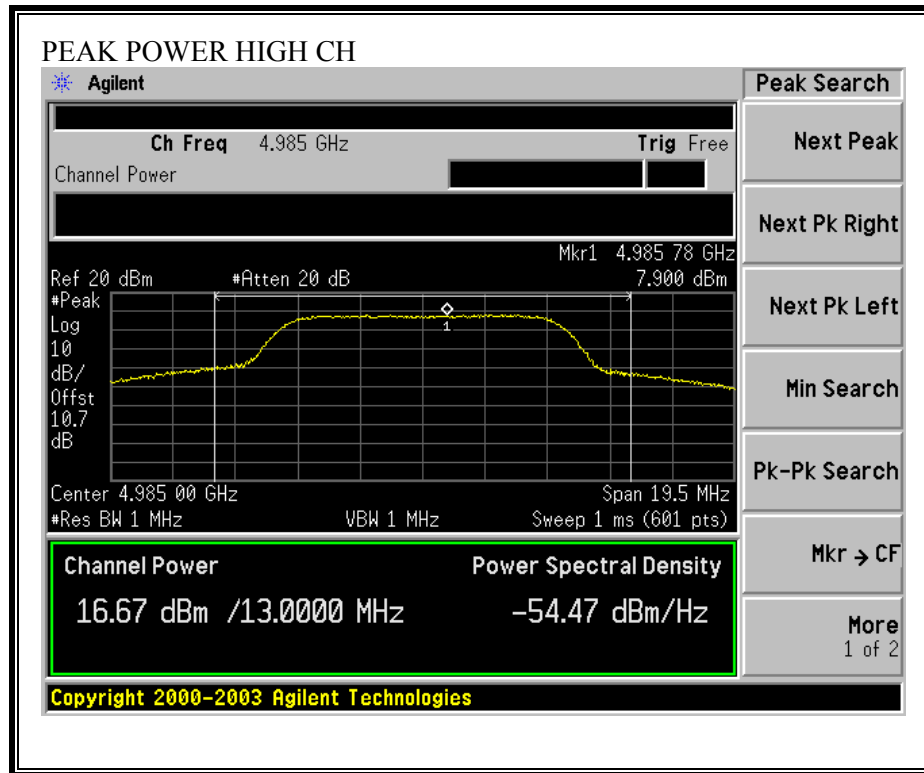 PEAK POWER HIGH CH
Agilent
Peak Search
Ch Freq 4.985 GHz Trig Free
Channel Power
Next Peak
Next Pk Right
Mkr1 4.985 78 GHz
Ref 20 dBm #Atten 20 dB 7.900 dBm
#Peak
Log
10
dB/
Offst
10.7
dB
1
Next Pk Left
Min Search
Pk-Pk Search
Center 4.985 00 GHz Span 19.5 MHz
#Res BW 1 MHz VBW 1 MHz Sweep 1 ms (601 pts)
Channel Power Power Spectral Density
16.67 dBm /13.0000 MHz -54.47 dBm/Hz
Mkr → CF
More
1 of 2
Copyright 2000-2003 Agilent Technologies